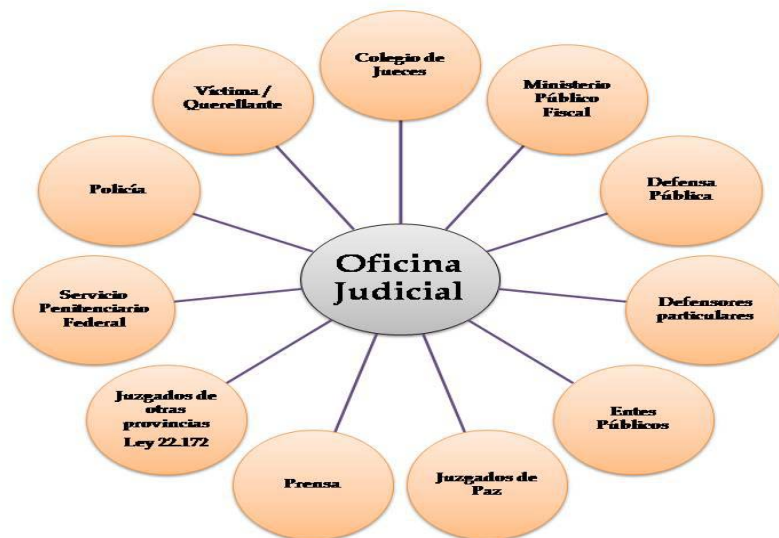 Colegio de
Jueces
Ministerio
Público
Fiscal
Defensa
Pública
Defensores
particulares
Entes
Públicos
Juzgados de
Paz
Prensa
Juzgados de
otras
provincias
Ley 22.172
Servicio
Penitenciario
Federal
Policía
Víctima /
Querellante
Oficina
Judicial